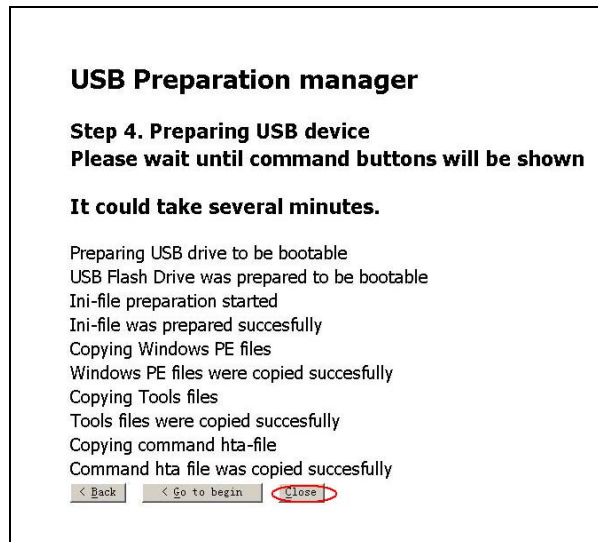 USB Preparation manager
Step 4. Preparing USB device
Please wait until command buttons will be shown
It could take several minutes.
Preparing USB drive to be bootable
USB Flash Drive was prepared to be bootable
Ini-file preparation started
Ini-file was prepared succesfully
Copying Windows PE files
Windows PE files were copied succesfully
Copying Tools files
Tools files were copied succesfully
Copying command hta-file
Command hta file was copied succesfully
< Back < Go to begin Close